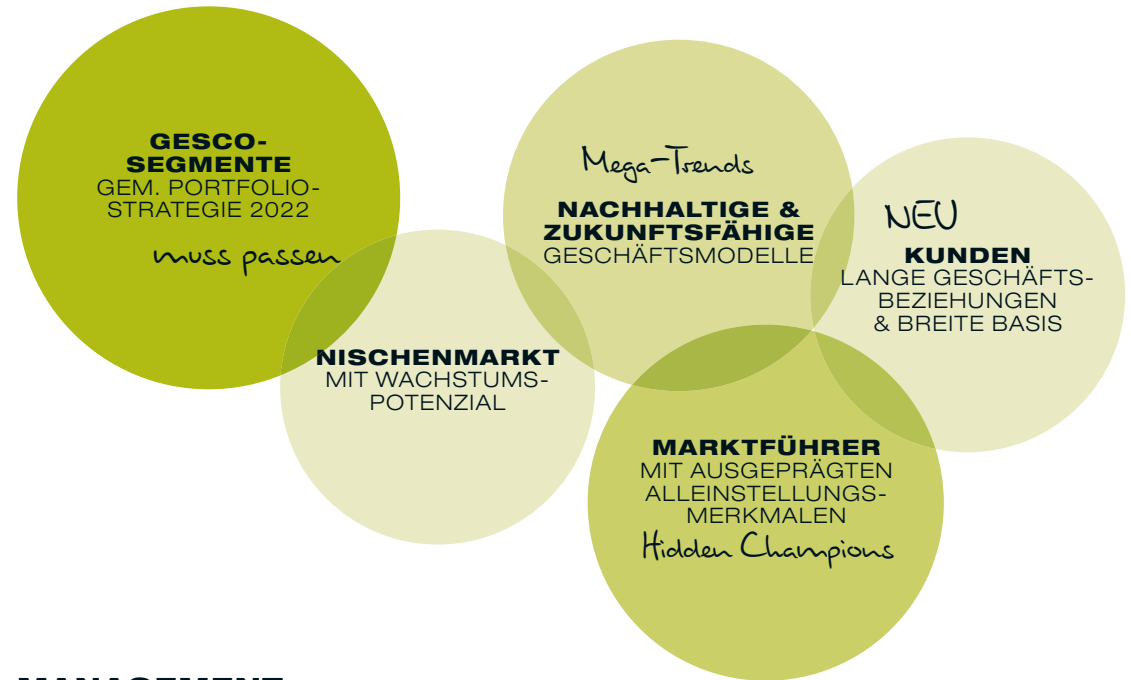 GESCO-
SEGMENTE
GEM. PORTFOLIO-
STRATEGIE 2022
muss passen
Mega-Trends
NACHHALTIGE &
ZUKUNFTSFÄHIGE
GESCHÄFTSMODELLE
NEU
KUNDEN
LANGE GESCHÄFTS-
BEZIEHUNGEN
& BREITE BASIS
NISCHENMARKT
MIT WACHSTUMS-
POTENZIAL
MARKTFÜHRER
MIT AUSGEPRÄGTEN
ALLEINSTELLUNGS-
MERKMALEN
Hidden Champions
MANAGEMENT